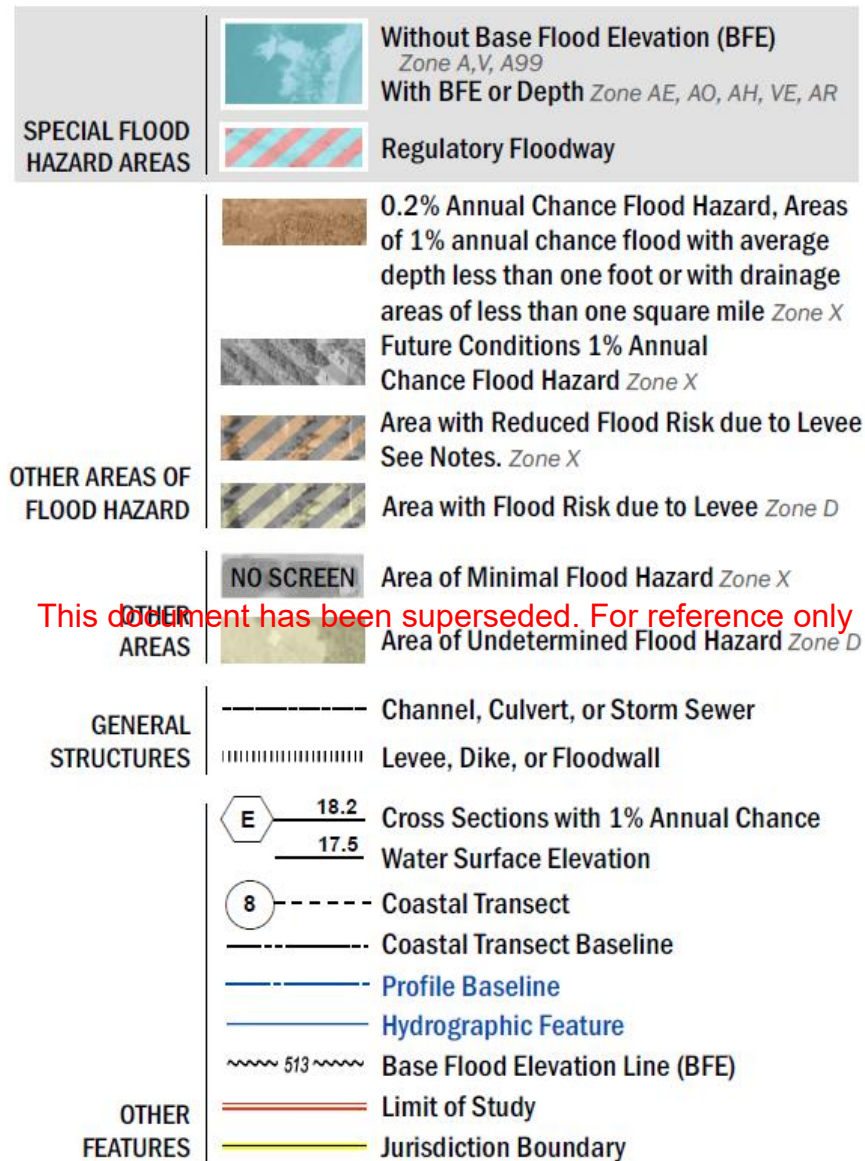 SPECIAL FLOOD
HAZARD AREAS
Without Base Flood Elevation (BFE)
Zone A,V, A99
With BFE or Depth Zone AE, AO, AH, VE, AR
Regulatory Floodway
OTHER AREAS OF
FLOOD HAZARD
0.2% Annual Chance Flood Hazard, Areas
of 1% annual chance flood with average
depth less than one foot or with drainage
areas of less than one square mile Zone X
Future Conditions 1% Annual
Chance Flood Hazard Zone X
Area with Reduced Flood Risk due to Levee
See Notes. Zone X
Area with Flood Risk due to Levee Zone D
OTHER
AREAS
NO SCREEN Area of Minimal Flood Hazard Zone X
This document has been superseded. For reference only
Area of Undetermined Flood Hazard Zone D
GENERAL
STRUCTURES
Channel, Culvert, or Storm Sewer
Levee, Dike, or Floodwall
OTHER
FEATURES
E 18.2 Cross Sections with 1% Annual Chance
17.5 Water Surface Elevation
8 Coastal Transect
Coastal Transect Baseline
Profile Baseline
Hydrographic Feature
513 Base Flood Elevation Line (BFE)
Limit of Study
Jurisdiction Boundary